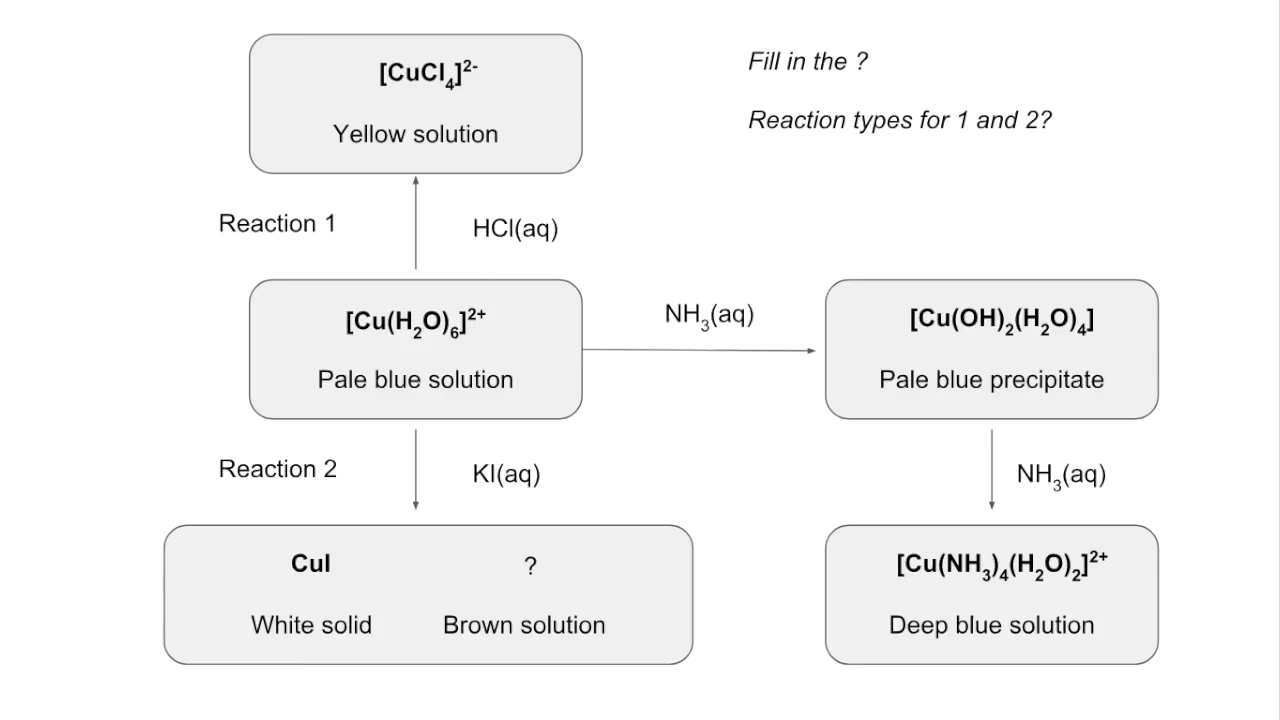 [CuCl₄]²⁻
Yellow solution
Fill in the ?
Reaction types for 1 and 2?
Reaction 1
HCl(aq)
[Cu(H₂O)₆]²⁺
Pale blue solution
NH₃(aq)
[Cu(OH)₂(H₂O)₄]
Pale blue precipitate
Reaction 2
KI(aq)
NH₃(aq)
CuI
?
White solid
Brown solution
[Cu(NH₃)₄(H₂O)₂]²⁺
Deep blue solution